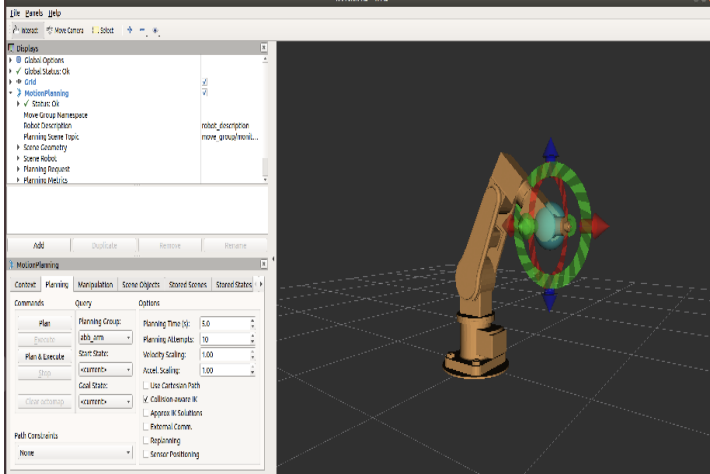 File Panels Help
Interact Move Camera Select
Displays
Global Options
Global Status: Ok
Grid
MotionPlanning
Status: Ok
Move Group Namespace
Robot Description robot_description
Planning Scene Topic move_group/monit...
Scene Geometry
Scene Robot
Planning Request
Planning Metrics
Add Duplicate Remove Rename
MotionPlanning
Context Planning Manipulation Scene Objects Stored Scenes Stored States
Commands Query Options
Plan Planning Group: Planning Time (s): 5.0
Execute abb_arm Planning Attempts: 10
Plan & Execute Start State: Velocity Scaling: 1.00
Stop <current> Accel. Scaling: 1.00
Goal State: Use Cartesian Path
Clear octomap <current> Collision-aware IK
Approx IK Solutions
External Comm.
Path Constraints Replanning
None Sensor Positioning